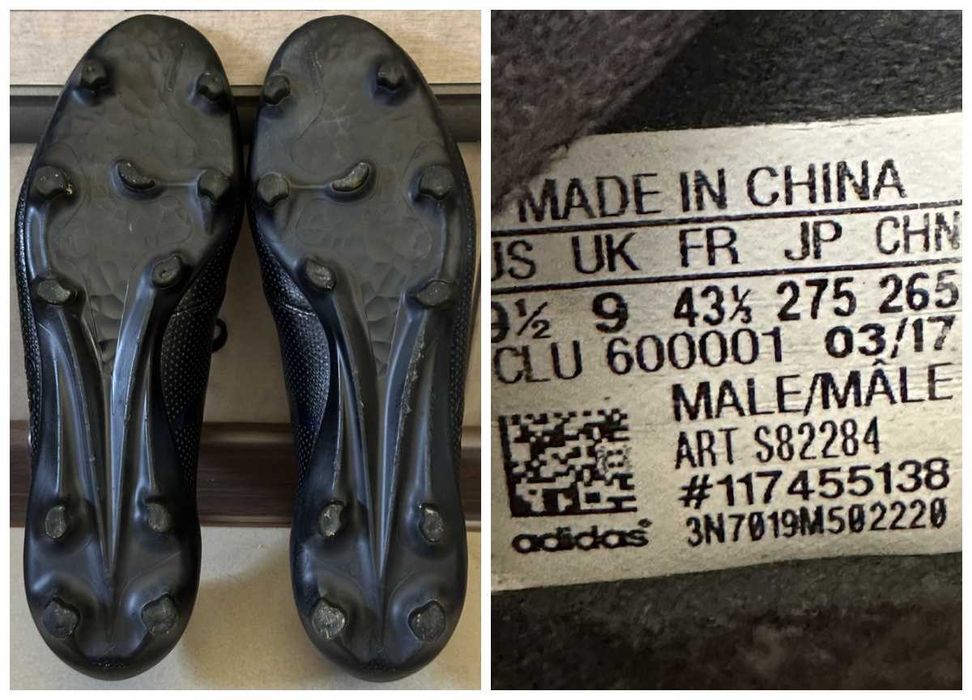 MADE IN CHINA
US UK FR JP CHN
9½ 9 43⅓ 275 265
CLU 600001 03/17
MALE/MÂLE
ART S82284
#117455138
adidas® 3N7019M502220